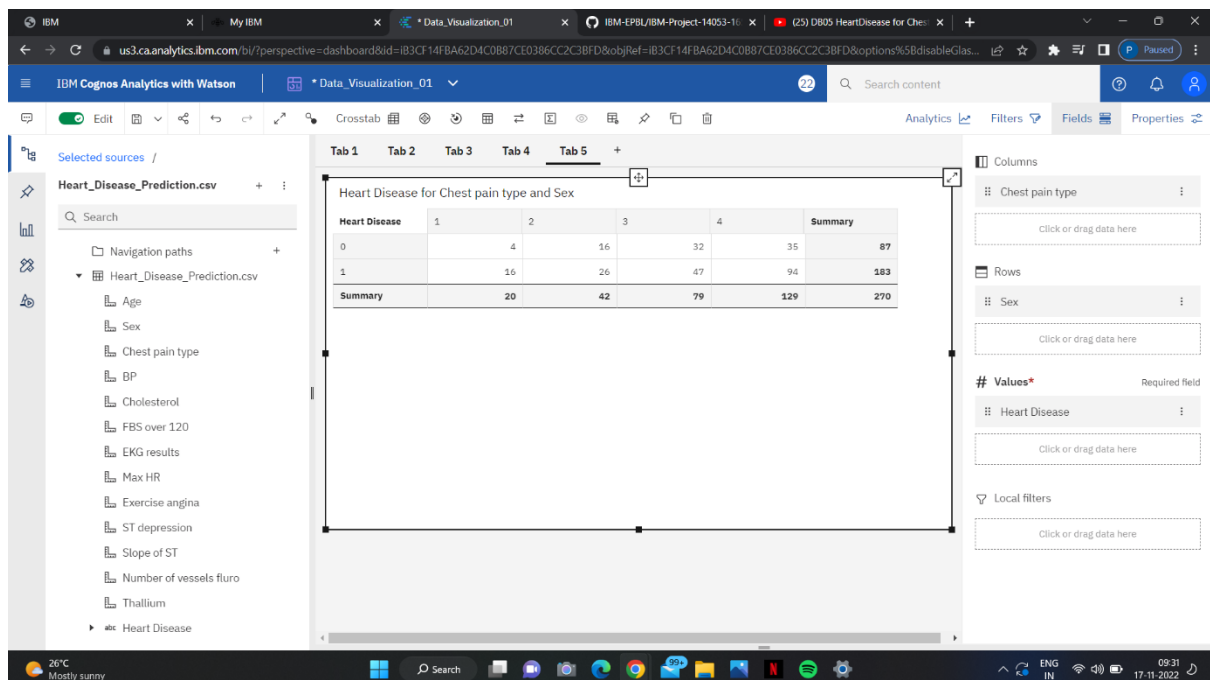 IBM
My IBM
* Data_Visualization_01
IBM-EPBL/IBM-Project-14053-16
(25) DB05 HeartDisease for Ches
us3.ca.analytics.ibm.com/bi/?perspective=dashboard&id=iB3CF14FBA62D4C0B87CE0386CC2C3BFD&objRef=iB3CF14FBA62D4C0B87CE0386CC2C3BFD&options%5BdisableGlas...
P Paused
IBM Cognos Analytics with Watson
* Data_Visualization_01
22
Search content
Edit
Crosstab
Analytics
Filters
Fields
Properties
Selected sources /
Heart_Disease_Prediction.csv
Search
Navigation paths
Heart_Disease_Prediction.csv
Age
Sex
Chest pain type
BP
Cholesterol
FBS over 120
EKG results
Max HR
Exercise angina
ST depression
Slope of ST
Number of vessels fluro
Thallium
abc Heart Disease
Tab 1 Tab 2 Tab 3 Tab 4 Tab 5 +
Heart Disease for Chest pain type and Sex
Heart Disease 1 2 3 4 Summary
0 4 16 32 35 87
1 16 26 47 94 183
Summary 20 42 79 129 270
Columns
Chest pain type
Click or drag data here
Rows
Sex
Click or drag data here
# Values* Required field
Heart Disease
Click or drag data here
Local filters
Click or drag data here
26°C
Mostly sunny
Search
99+
N
ENG
IN
09:31
17-11-2022